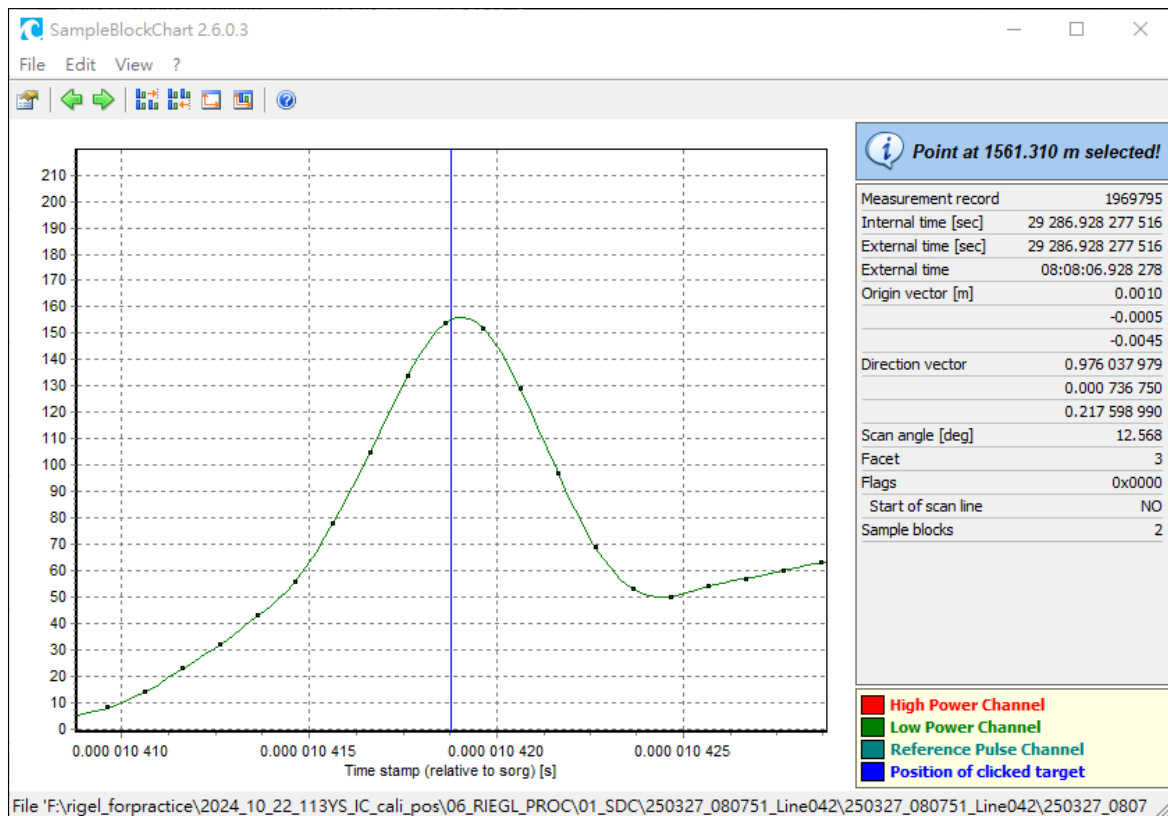 SampleBlockChart 2.6.0.3
File Edit View ?
Point at 1561.310 m selected!
Measurement record 1969795
Internal time [sec] 29 286.928 277 516
External time [sec] 29 286.928 277 516
External time 08:08:06.928 278
Origin vector [m] 0.0010
-0.0005
-0.0045
Direction vector 0.976 037 979
0.000 736 750
0.217 598 990
Scan angle [deg] 12.568
Facet 3
Flags 0x0000
Start of scan line NO
Sample blocks 2
210
200
190
180
170
160
150
140
130
120
110
100
90
80
70
60
50
40
30
20
10
0
0.000 010 410 0.000 010 415 0.000 010 420 0.000 010 425
Time stamp (relative to sorg) [s]
High Power Channel
Low Power Channel
Reference Pulse Channel
Position of clicked target
File 'F:\rigel_forpractice\2024_10_22_113YS_IC_cali_pos\06_RIEGL_PROC\01_SDC\250327_080751_Line042\250327_080751_Line042\250327_0807